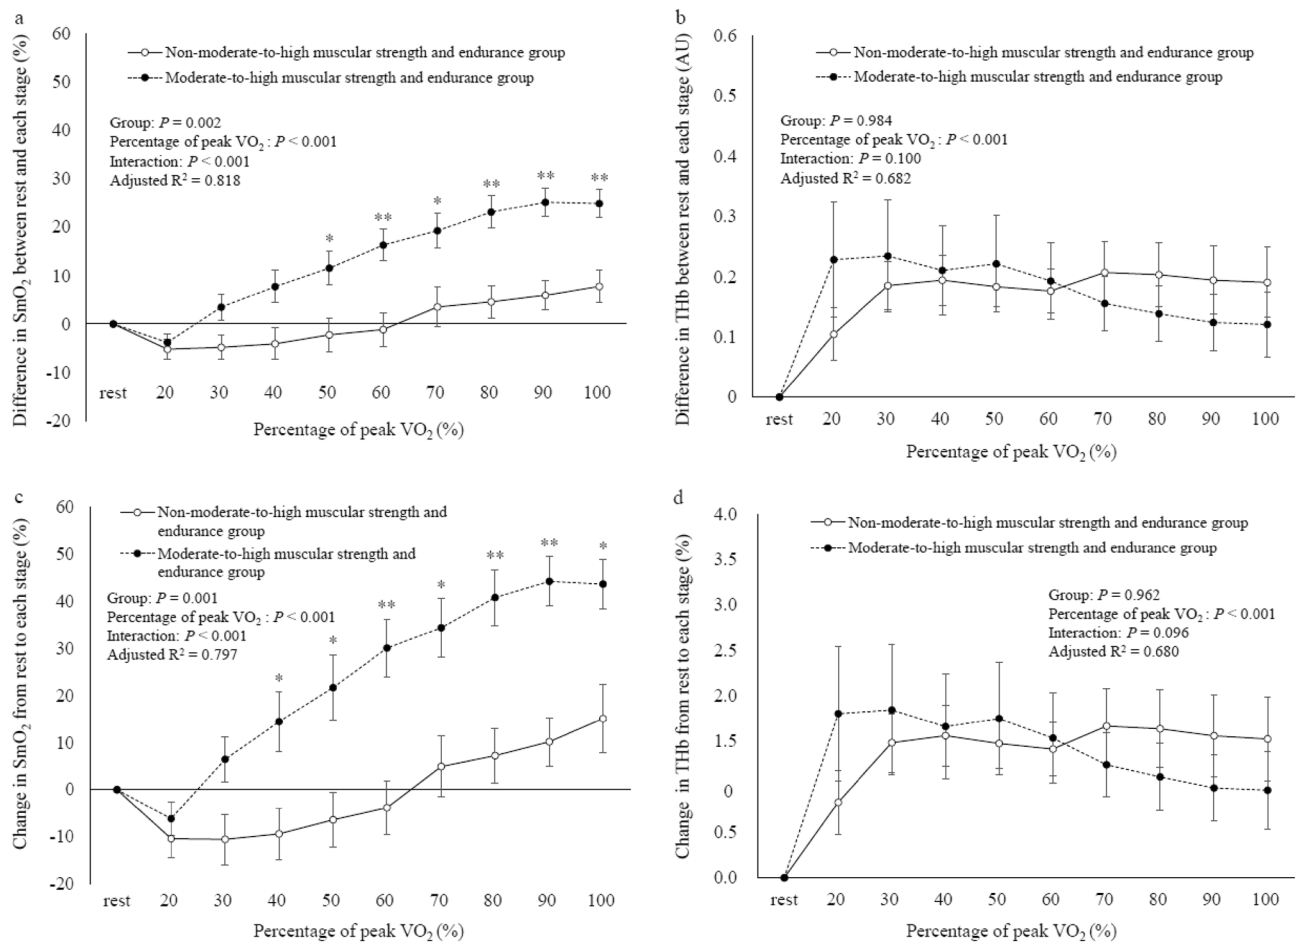 a
Difference in SmO2 between rest and each stage (%)
60
50
40
30
20
10
0
-10
-20
Non-moderate-to-high muscular strength and endurance group
Moderate-to-high muscular strength and endurance group
Group: P = 0.002
Percentage of peak VO2 : P < 0.001
Interaction: P < 0.001
Adjusted R2 = 0.818
* ** * ** ** **
rest 20 30 40 50 60 70 80 90 100
Percentage of peak VO2 (%)
b
Difference in THb between rest and each stage (AU)
0.6
0.5
0.4
0.3
0.2
0.1
0
Non-moderate-to-high muscular strength and endurance group
Moderate-to-high muscular strength and endurance group
Group: P = 0.984
Percentage of peak VO2 : P < 0.001
Interaction: P = 0.100
Adjusted R2 = 0.682
rest 20 30 40 50 60 70 80 90 100
Percentage of peak VO2 (%)
c
Change in SmO2 from rest to each stage (%)
60
50
40
30
20
10
0
-10
-20
Non-moderate-to-high muscular strength and
endurance group
Moderate-to-high muscular strength and
endurance group
Group: P = 0.001
Percentage of peak VO2 : P < 0.001
Interaction: P < 0.001
Adjusted R2 = 0.797
* * ** * ** ** *
rest 20 30 40 50 60 70 80 90 100
Percentage of peak VO2 (%)
d
Change in THb from rest to each stage (%)
4.0
3.5
3.0
2.5
2.0
1.5
0
0.5
0.0
Non-moderate-to-high muscular strength and endurance group
Moderate-to-high muscular strength and endurance group
Group: P = 0.962
Percentage of peak VO2 : P < 0.001
Interaction: P = 0.096
Adjusted R2 = 0.680
rest 20 30 40 50 60 70 80 90 100
Percentage of peak VO2 (%)